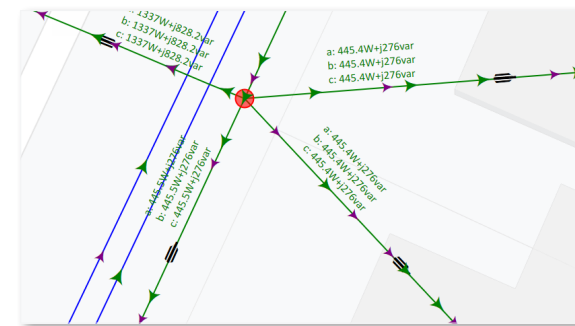 a: 1337W+j828.2var
b: 1337W+j828.2var
c: 1337W+j828.2var
a: 445.4W+j276var
b: 445.4W+j276var
c: 445.4W+j276var
a: 445.4W+j276var
b: 445.4W+j276var
c: 445.4W+j276var
a: 445.5W+j276var
b: 445.5W+j276var
c: 445.5W+j276var